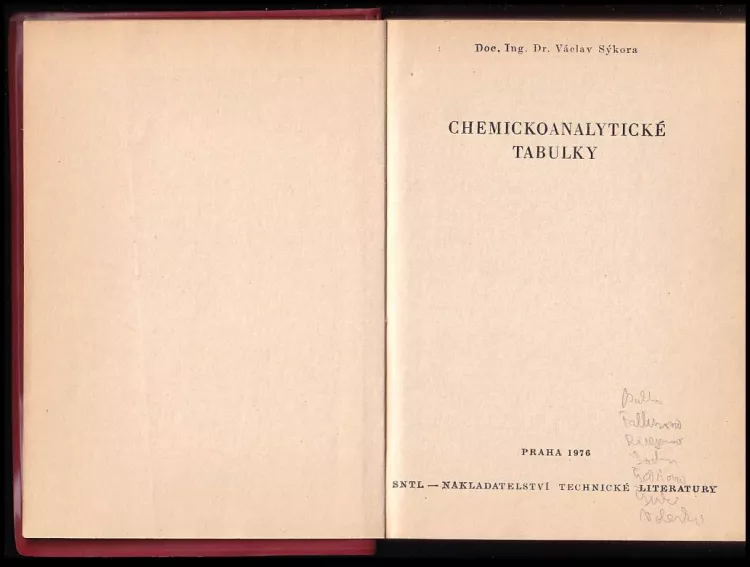 Doc. Ing. Dr. Václav Sýkora
CHEMICKOANALYTICKÉ
TABULKY
PRAHA 1976
SNTL — NAKLADATELSTVÍ TECHNICKÉ LITERATURY